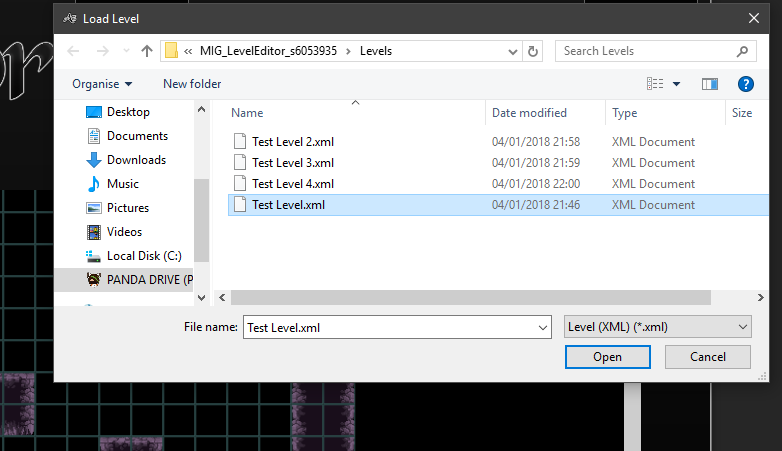 Load Level
« MIG_LevelEditor_s6053935 > Levels
Search Levels
Organise
New folder
Name
Date modified
Type
Size
Desktop
Documents
Downloads
Music
Pictures
Videos
Local Disk (C:)
PANDA DRIVE (P
Test Level 2.xml 04/01/2018 21:58 XML Document
Test Level 3.xml 04/01/2018 21:59 XML Document
Test Level 4.xml 04/01/2018 22:00 XML Document
Test Level.xml 04/01/2018 21:46 XML Document
File name: Test Level.xml
Level (XML) (*.xml)
Open
Cancel